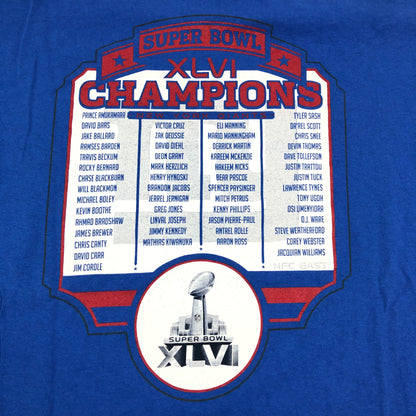 SUPER BOWL
XLVI
CHAMPIONS
NEW YORK GIANTS
PRINCE AMUKAMARA
DAVID BAAS
JAKE BALLARD
RAMSES BARDEN
TRAVIS BECKUM
ROCKY BERNARD
CHASE BLACKBURN
WILL BLACKMON
MICHAEL BOLEY
KEVIN BOOTHE
AHMAD BRADSHAW
JAMES BREWER
CHRIS CANTY
DAVID CARR
JIM CORDLE
VICTOR CRUZ
ZAK DEOSSIE
DAVID DIEHL
DEON GRANT
MARK HERZLICH
HENRY HYNOSKI
BRANDON JACOBS
JERREL JERNIGAN
GREG JONES
LINVAL JOSEPH
JIMMY KENNEDY
MATHIAS KIWANUKA
ELI MANNING
MARIO MANNINGHAM
DERRICK MARTIN
KAREEM MCKENZIE
HAKEEM NICKS
BEAR PASCOE
SPENCER PAYSINGER
MITCH PETRUS
KENNY PHILLIPS
JASON PIERRE-PAUL
ANTREL ROLLE
AARON ROSS
TYLER SASH
DA'REL SCOTT
CHRIS SNEE
DEVIN THOMAS
DAVE TOLLEFSON
JUSTIN TRATTOU
JUSTIN TUCK
LAWRENCE TYNES
TONY UGOH
OSI UMENYIORA
D.J. WARE
STEVE WEATHERFORD
COREY WEBSTER
JACQUIAN WILLIAMS
NFC EAST
SUPER BOWL
XLVI